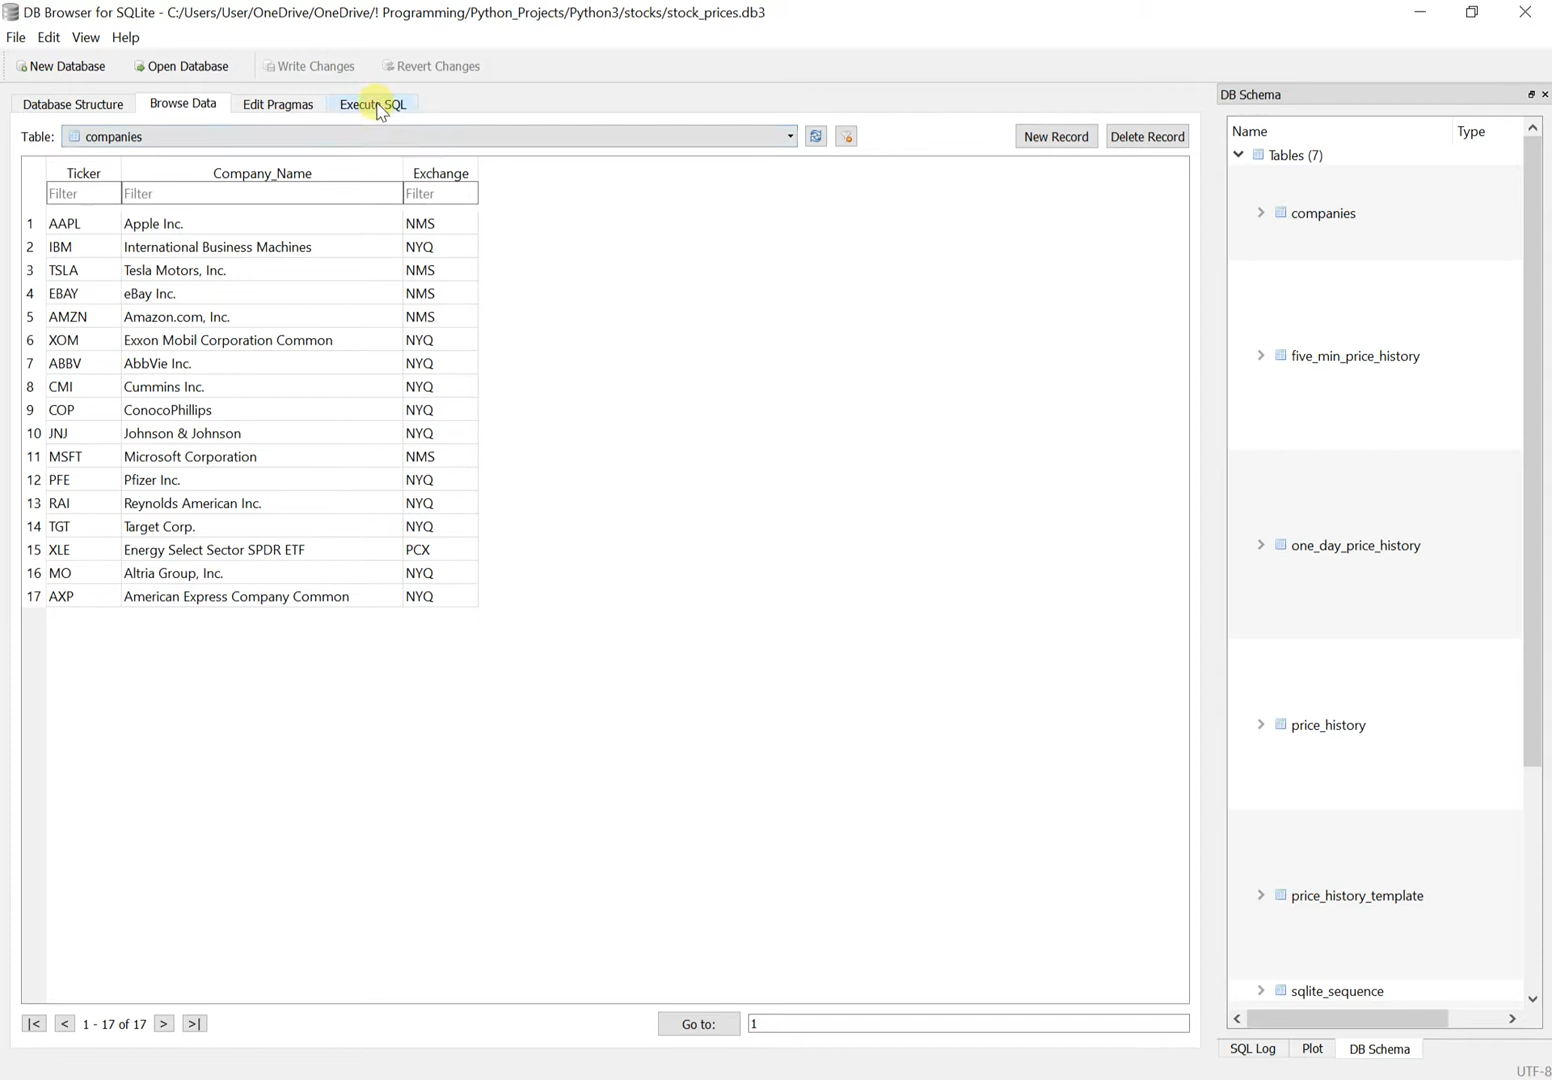 DB Browser for SQLite - C:/Users/User/OneDrive/OneDrive/! Programming/Python_Projects/Python3/stocks/stock_prices.db3
File Edit View Help
New Database Open Database Write Changes Revert Changes
Database Structure Browse Data Edit Pragmas Execute SQL
Table: companies New Record Delete Record
Ticker Company_Name Exchange
Filter Filter Filter
1 AAPL Apple Inc. NMS
2 IBM International Business Machines NYQ
3 TSLA Tesla Motors, Inc. NMS
4 EBAY eBay Inc. NMS
5 AMZN Amazon.com, Inc. NMS
6 XOM Exxon Mobil Corporation Common NYQ
7 ABBV AbbVie Inc. NYQ
8 CMI Cummins Inc. NYQ
9 COP ConocoPhillips NYQ
10 JNJ Johnson & Johnson NYQ
11 MSFT Microsoft Corporation NMS
12 PFE Pfizer Inc. NYQ
13 RAI Reynolds American Inc. NYQ
14 TGT Target Corp. NYQ
15 XLE Energy Select Sector SPDR ETF PCX
16 MO Altria Group, Inc. NYQ
17 AXP American Express Company Common NYQ
|< < 1 - 17 of 17 > >| Go to: 1
DB Schema
Name Type
Tables (7)
companies
five_min_price_history
one_day_price_history
price_history
price_history_template
sqlite_sequence
SQL Log Plot DB Schema
UTF-8